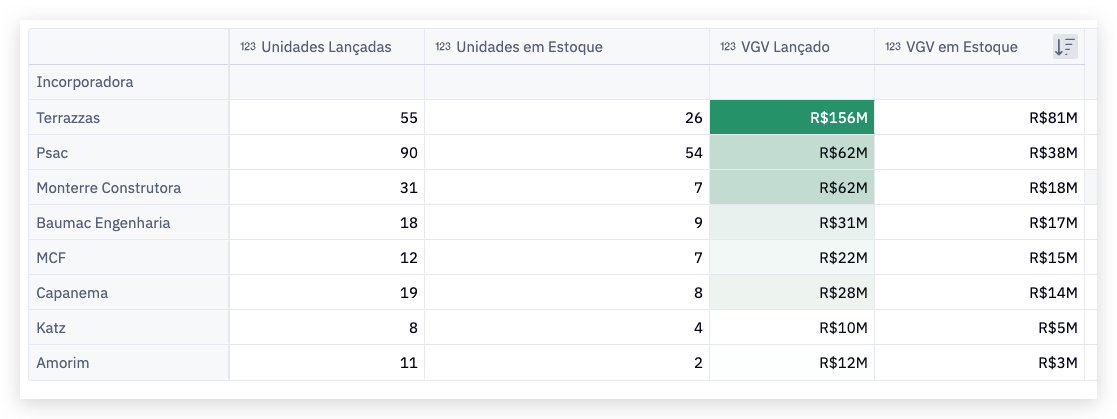 123 Unidades Lançadas 123 Unidades em Estoque 123 VGV Lançado 123 VGV em Estoque
Incorporadora
Terrazzas 55 26 R$156M R$81M
Psac 90 54 R$62M R$38M
Monterre Construtora 31 7 R$62M R$18M
Baumac Engenharia 18 9 R$31M R$17M
MCF 12 7 R$22M R$15M
Capanema 19 8 R$28M R$14M
Katz 8 4 R$10M R$5M
Amorim 11 2 R$12M R$3M